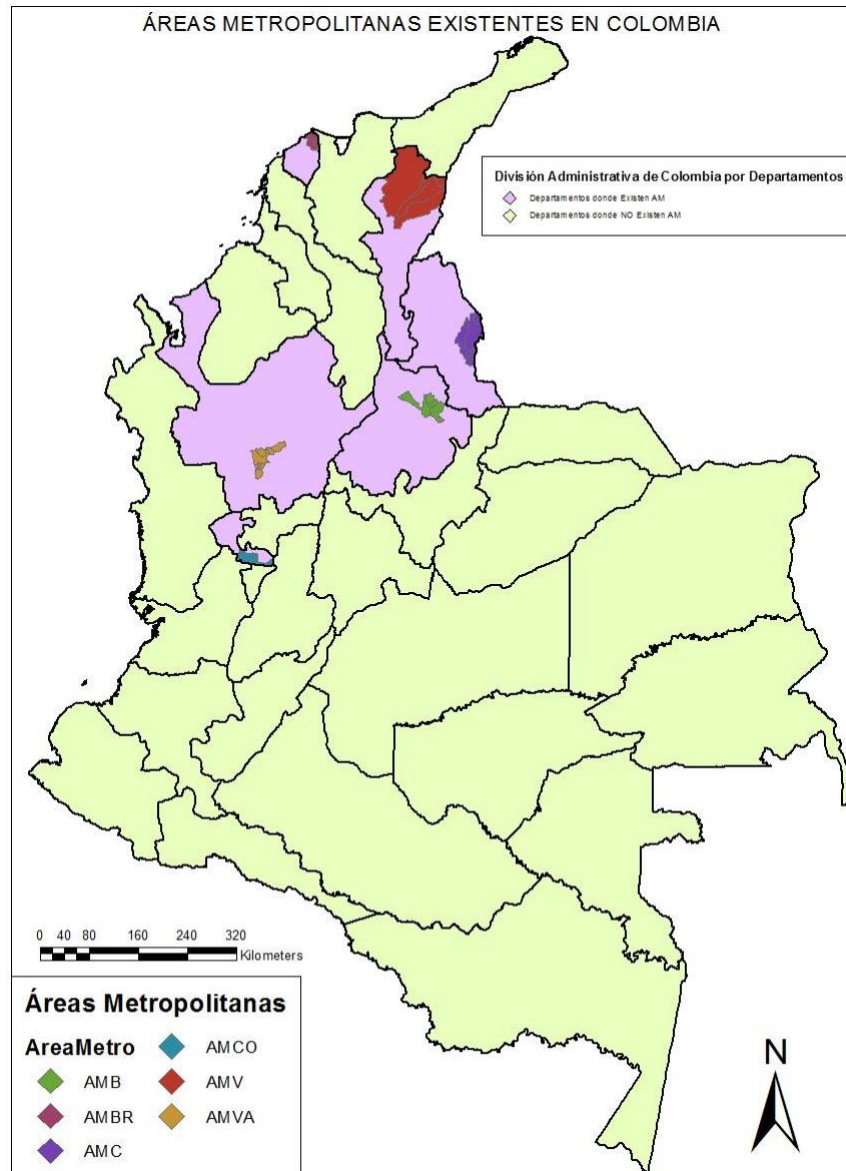 ÁREAS METROPOLITANAS EXISTENTES EN COLOMBIA
División Administrativa de Colombia por Departamentos
Departamentos donde Existen AM
Departamentos donde NO Existen AM
0 40 80 160 240 320
Kilometers
Áreas Metropolitanas
AreaMetro
AMB
AMBR
AMC
AMCO
AMV
AMVA
N